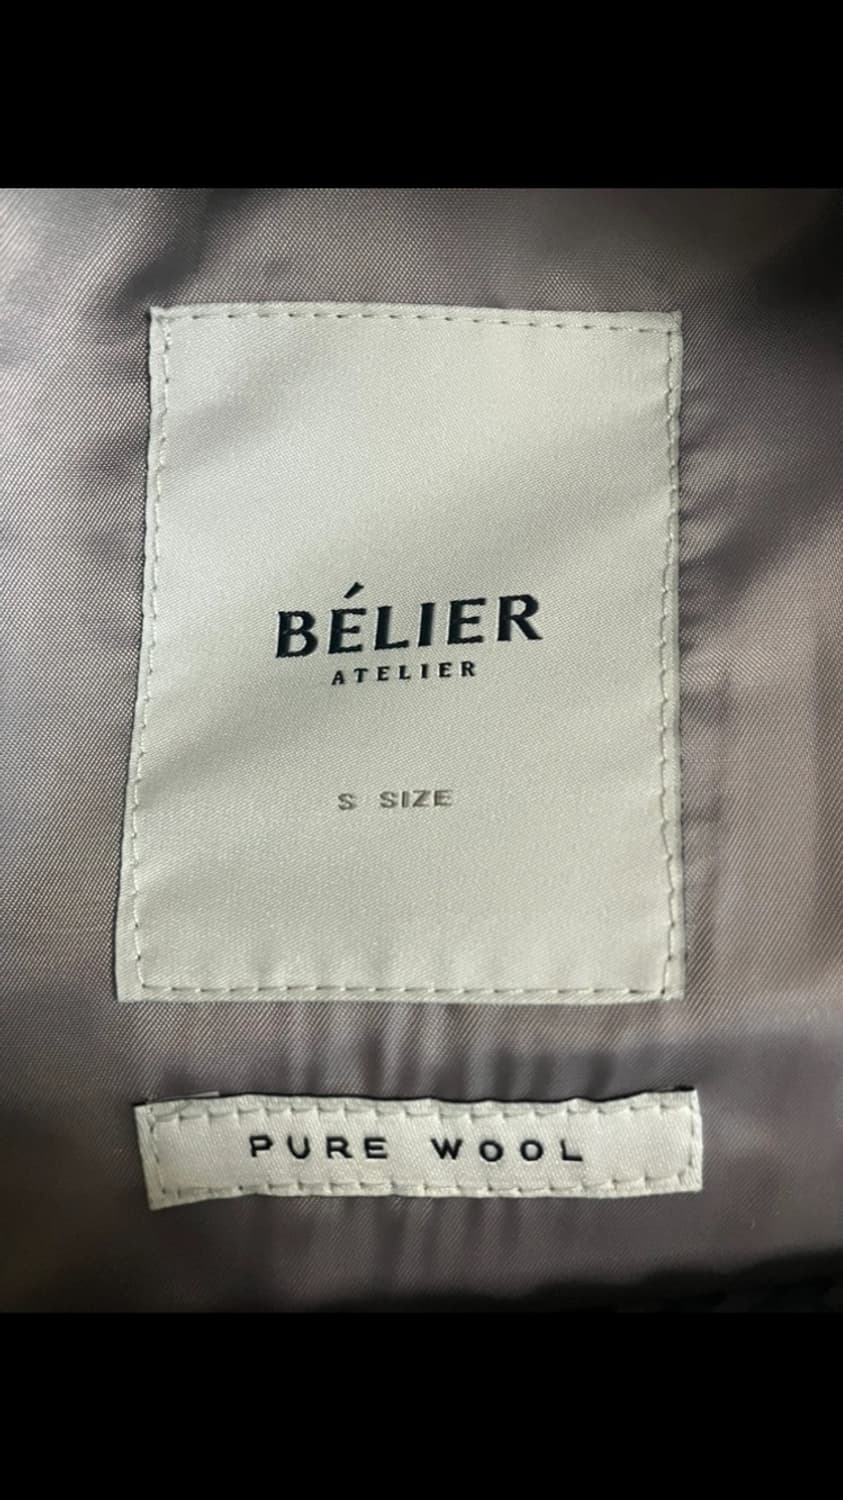 BÉLIER
ATELIER
S SIZE
PURE WOOL